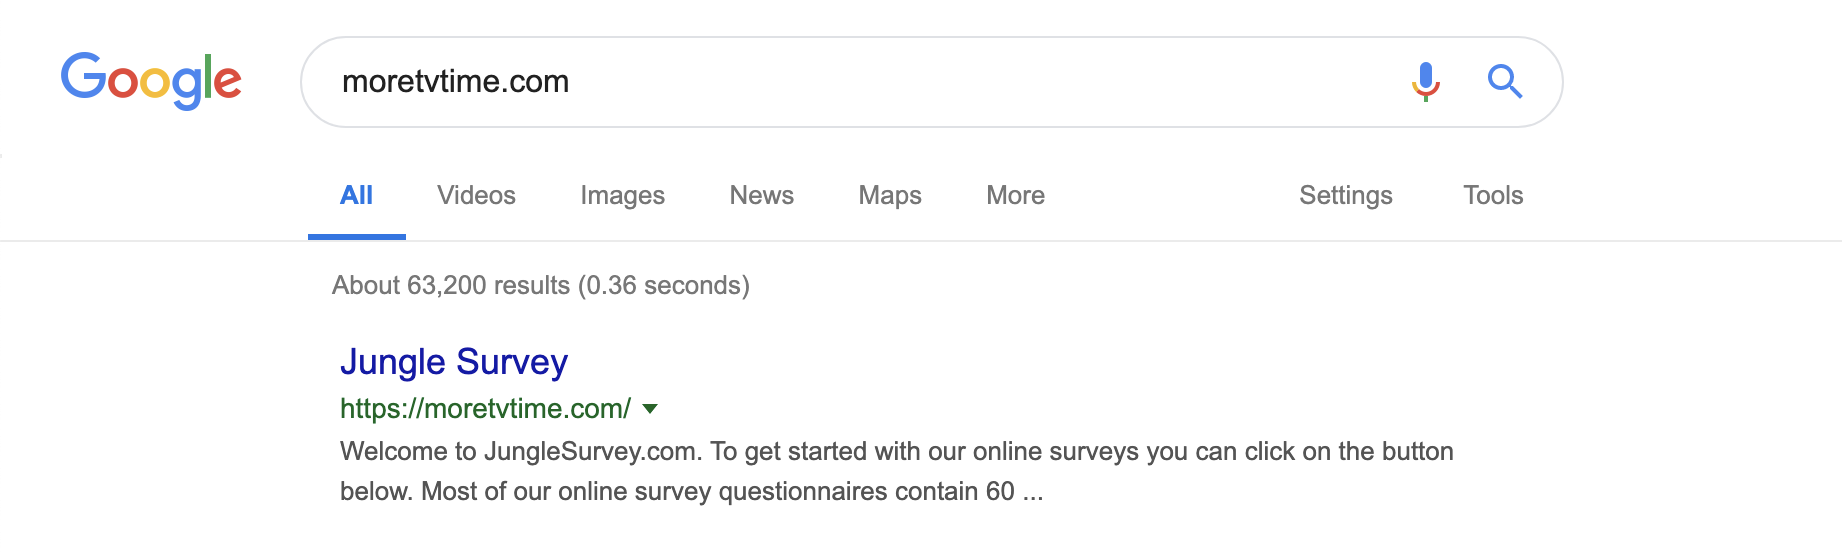 Google
moretvtime.com
All Videos Images News Maps More Settings Tools
About 63,200 results (0.36 seconds)
Jungle Survey
https://moretvtime.com/
Welcome to JungleSurvey.com. To get started with our online surveys you can click on the button
below. Most of our online survey questionnaires contain 60 ...